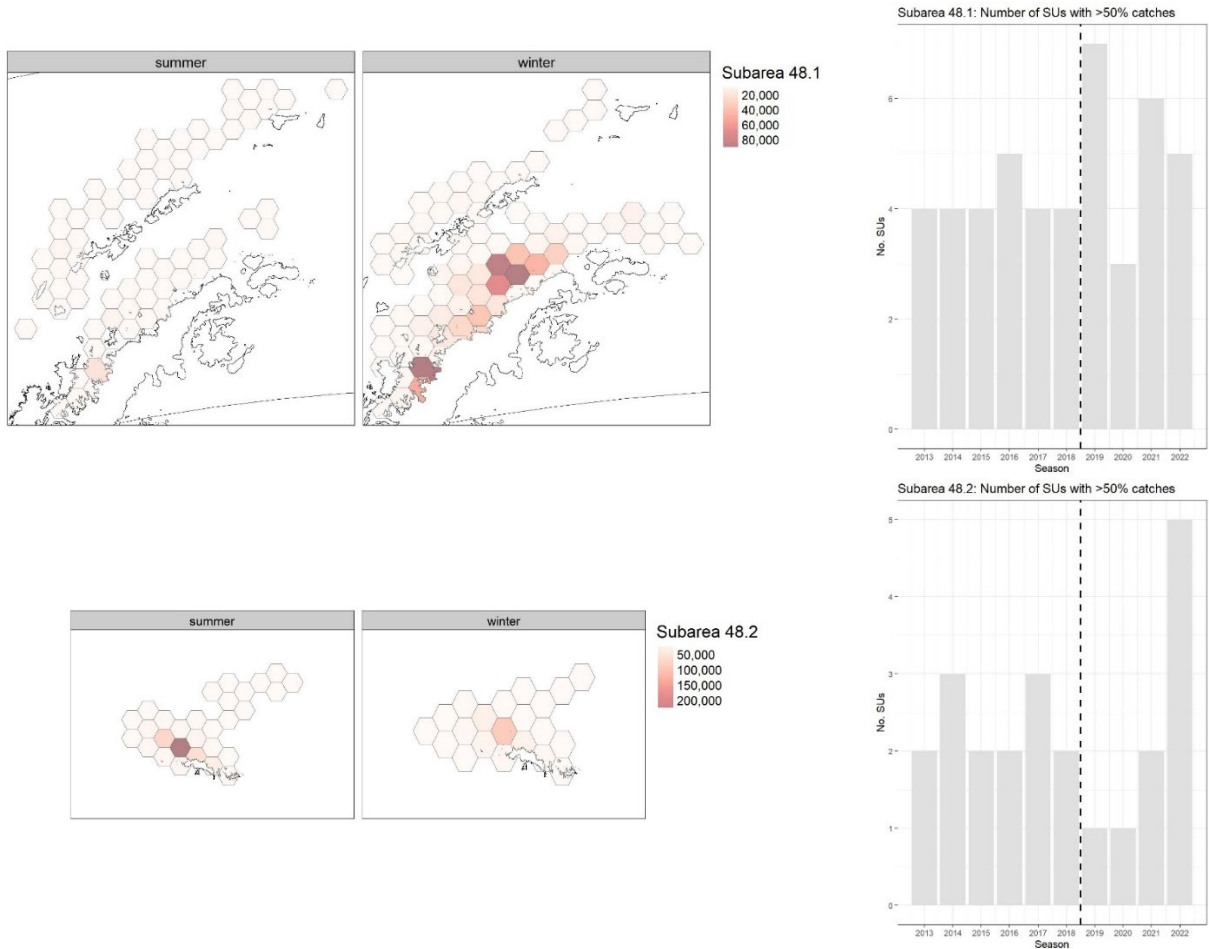 summer
winter
Subarea 48.1
20,000
40,000
60,000
80,000
Subarea 48.1: Number of SUs with >50% catches
No. SUs
6
4
2
0
2013 2014 2015 2016 2017 2018 2019 2020 2021 2022
Season
summer
winter
Subarea 48.2
50,000
100,000
150,000
200,000
Subarea 48.2: Number of SUs with >50% catches
No. SUs
5
4
3
2
1
0
2013 2014 2015 2016 2017 2018 2019 2020 2021 2022
Season